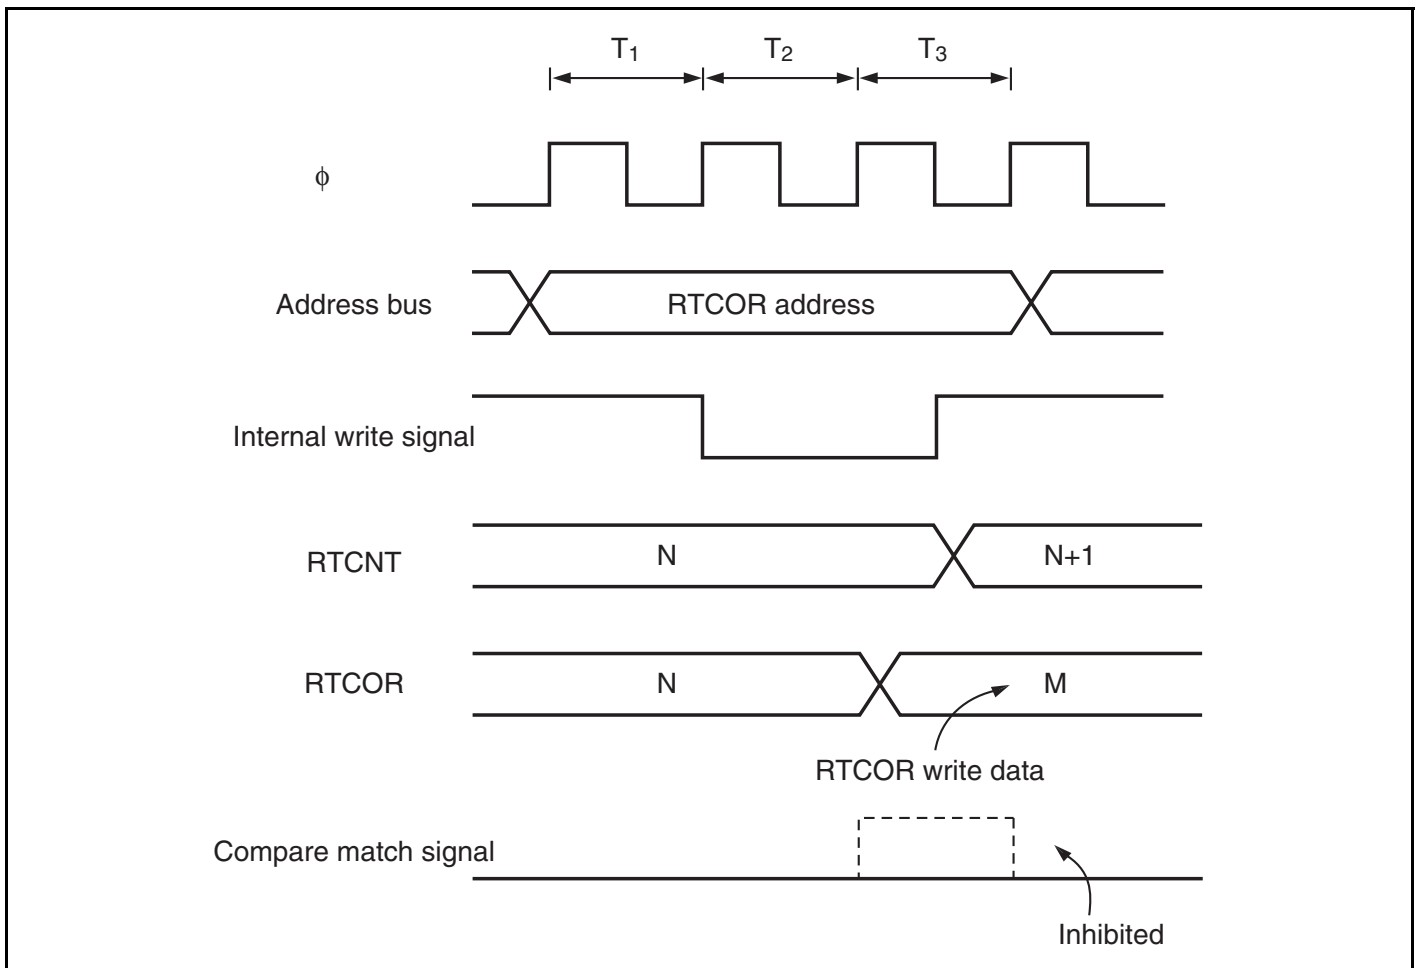 T1 T2 T3
ϕ
Address bus RTCOR address
Internal write signal
RTCNT N N+1
RTCOR N M
RTCOR write data
Compare match signal
Inhibited